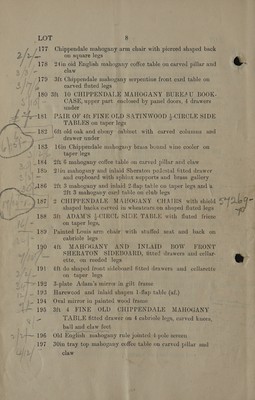 LOT 8
177 Chippendale mahogany arm chair with pierced shaped back
on square legs
178 24in old English mahogany coffee table on carved pillar and
claw
179 3ft Chippendale mahogany serpentine front card table on
carved fluted legs
180 3ft 10 CHIPPENDALE MAHOGANY BUREAU BOOK-
CASE, upper part enclosed by panel doors, 4 drawers
under
181 PAIR OF 4ft FINE OLD SATINWOOD ½-CIRCLE SIDE
TABLES on taper legs
182 6ft old oak and ebony cabinet with carved columns and
drawer under
183 16in Chippendale mahogany brass bound wine cooler on
taper legs
184 2ft 6 mahogany coffee table on carved pillar and claw
185 21in mahogany and inlaid Sheraton pedestal fitted drawer
and cupboard with sphinx supports and brass gallery
186 2ft 3 mahogany and inlaid 2 flap table on taper legs and a
2ft 3 mahogany card table on club legs
187 2 CHIPPENDALE MAHOGANY CHAIRS with shield
shaped backs carved in wheatears on shaped fluted legs
188 3ft ADAM'S ½-CIRCL SIDE TABLE with fluted frieze
on taper legs,
189 Painted Louis arm chair with stuffed seat and back on
cabriole legs
190 4ft MAHOGANY AND INLAID BOW FRONT
SHERATON SIDEBOARD, fitted drawers and cellar-
ette, on reeded legs
191 4ft do shaped front sideboard fitted drawers and cellarette
on taper legs
192 3-plate Adam's mirror in gilt frame
193 Harewood and inlaid shapen 1-flap table (af.)
194 Oval mirror in painted wood frame
195 3ft 4 FINE OLD CHIPPENDALE MAHOGANY
TABLE fitted drawer on 4 cabriole legs, carved knees,
ball and claw foot
196 Old English mahogany rule jointed 4-pole screen
197 30in tray top mahogany coffee table on carved pillar and
claw